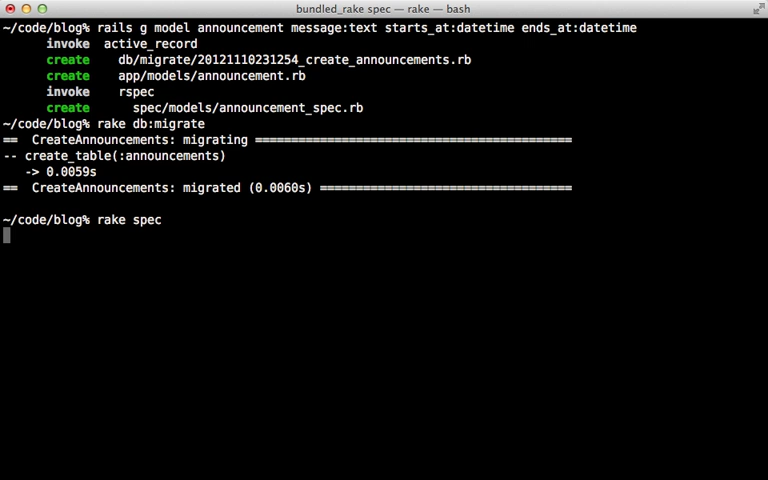 bundled_rake spec — rake — bash
~/code/blog% rails g model announcement message:text starts_at:datetime ends_at:datetime
invoke active_record
create db/migrate/20121110231254_create_announcements.rb
create app/models/announcement.rb
invoke rspec
create spec/models/announcement_spec.rb
~/code/blog% rake db:migrate
== CreateAnnouncements: migrating ============================================
-- create_table(:announcements)
-> 0.0059s
== CreateAnnouncements: migrated (0.0060s) ===================================
~/code/blog% rake spec